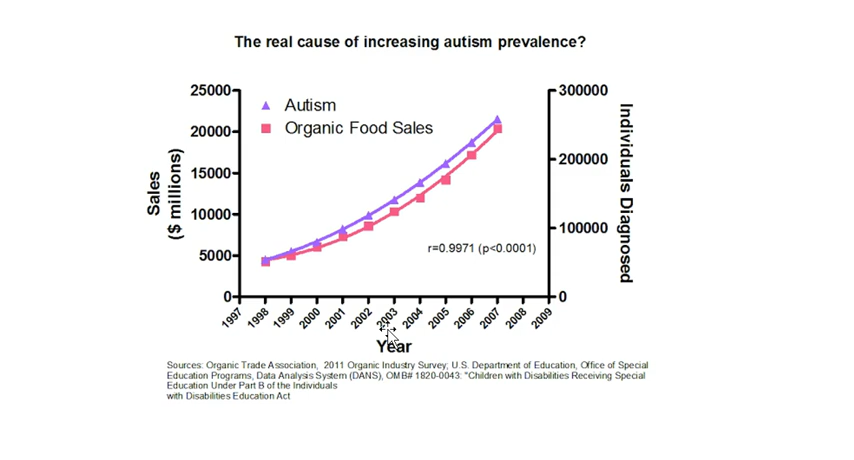 The real cause of increasing autism prevalence?
25000
20000
15000
10000
5000
0
Sales
($ millions)
Autism
Organic Food Sales
r=0.9971 (p<0.0001)
300000
200000
100000
0
Individuals Diagnosed
1997 1998 1999 2000 2001 2002 2003 2004 2005 2006 2007 2008 2009
Year
Sources: Organic Trade Association, 2011 Organic Industry Survey; U.S. Department of Education, Office of Special
Education Programs, Data Analysis System (DANS), OMB# 1820-0043: "Children with Disabilities Receiving Special
Education Under Part B of the Individuals
with Disabilities Education Act